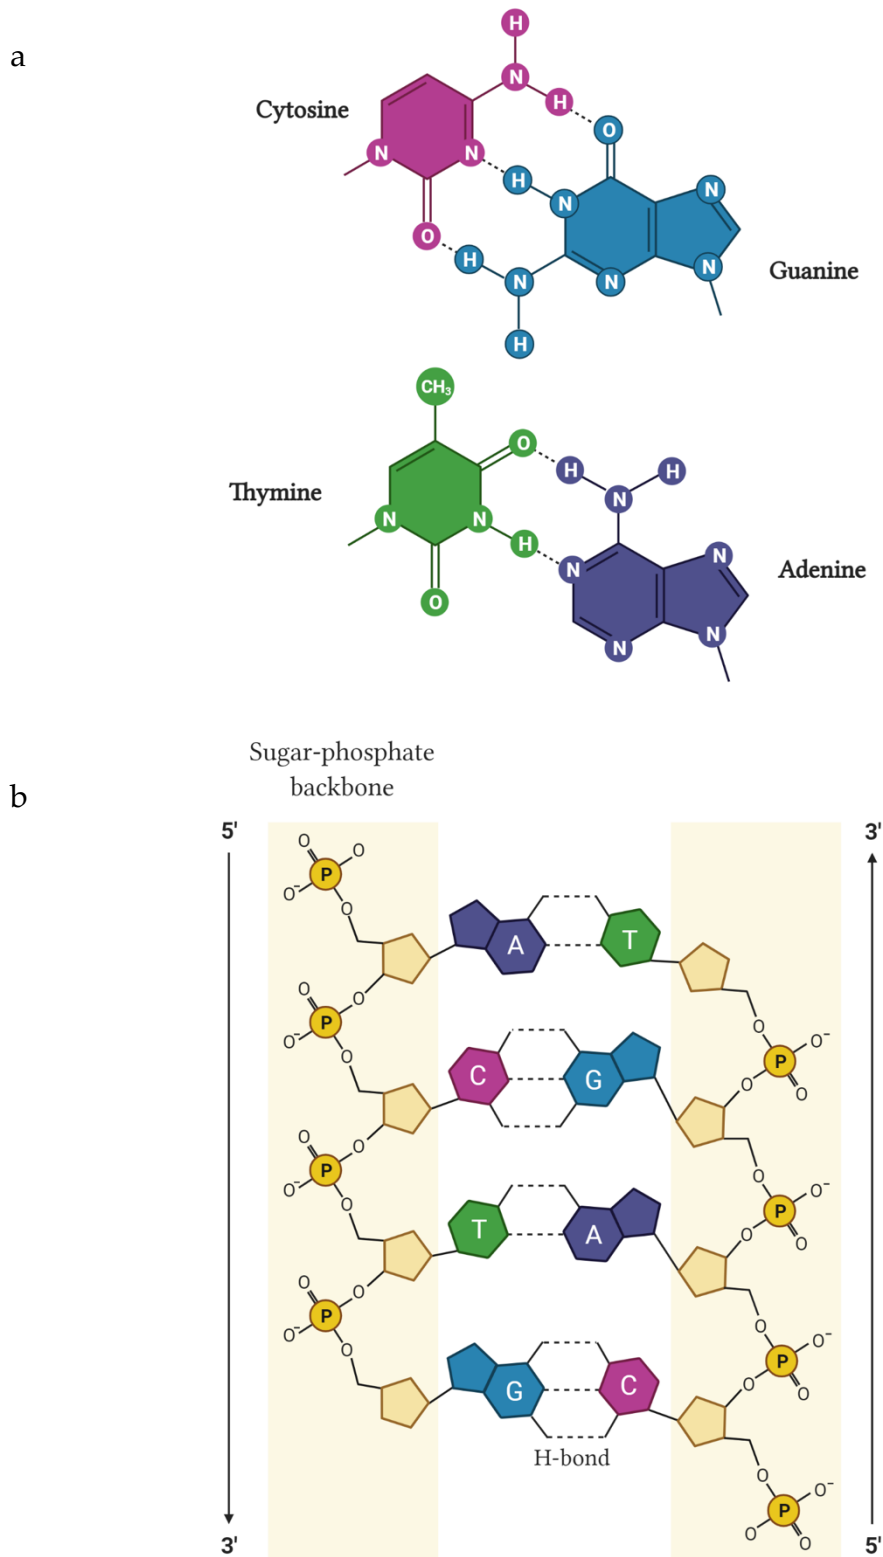 a
H
N
H
Cytosine
O
N
N
H
N
N
O
H
N
N
N
Guanine
H
CH₃
O
H
H
Thymine
N
N
N
H
N
N
Adenine
O
N
N
Sugar-phosphate
backbone
b
5'
3'
O
O
P
O⁻
O
A
T
O
O
P
O⁻
O
O
P
O⁻
O
O
C
G
O
O
P
O⁻
O
O
P
O⁻
O
O
T
A
O
O
P
O⁻
O
O
P
O⁻
O
O
G
C
H-bond
O
P
O⁻
O
O
3'
5'